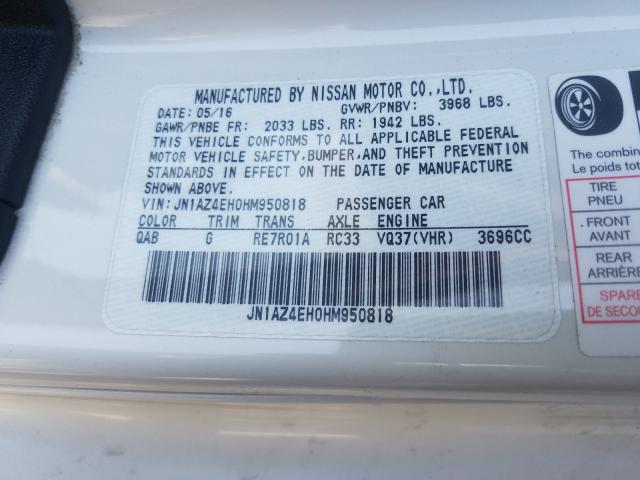 MANUFACTURED BY NISSAN MOTOR CO.,LTD.
DATE: 05/16 GVWR/PNBV: 3968 LBS.
GAWR/PNBE FR: 2033 LBS. RR: 1942 LBS.
THIS VEHICLE CONFORMS TO ALL APPLICABLE FEDERAL
MOTOR VEHICLE SAFETY, BUMPER, AND THEFT PREVENTION
STANDARDS IN EFFECT ON THE DATE OF MANUFACTURE
SHOWN ABOVE.
VIN: JN1AZ4EH0HM950818 PASSENGER CAR
COLOR TRIM TRANS AXLE ENGINE
QAB G RE7R01A RC33 VQ37(VHR) 3696CC
JN1AZ4EH0HM950818
The combin
Le poids tot
TIRE
PNEU
FRONT
AVANT
REAR
ARRIÈRE
SPARE
DE SECO